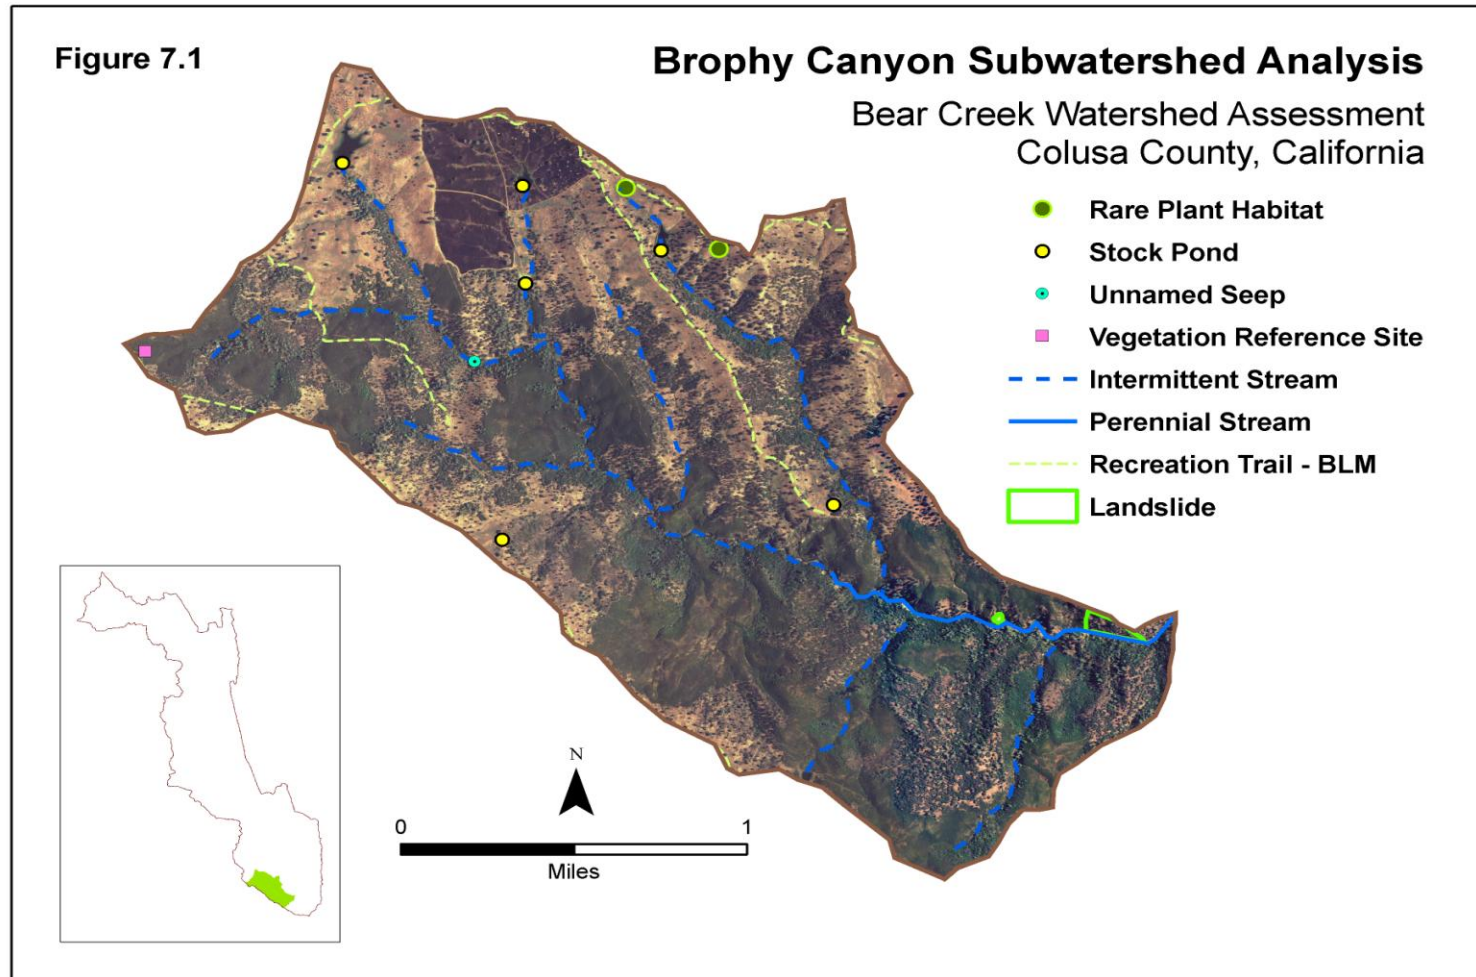 Figure 7.1
Brophy Canyon Subwatershed Analysis
Bear Creek Watershed Assessment
Colusa County, California
Rare Plant Habitat
Stock Pond
Unnamed Seep
Vegetation Reference Site
Intermittent Stream
Perennial Stream
Recreation Trail - BLM
Landslide
N
0 1
Miles